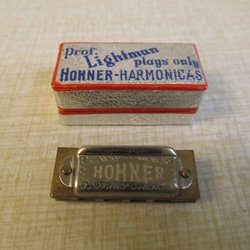 prof. Lightman
plays only
HOHNER-HARMONICAS
HOHNER